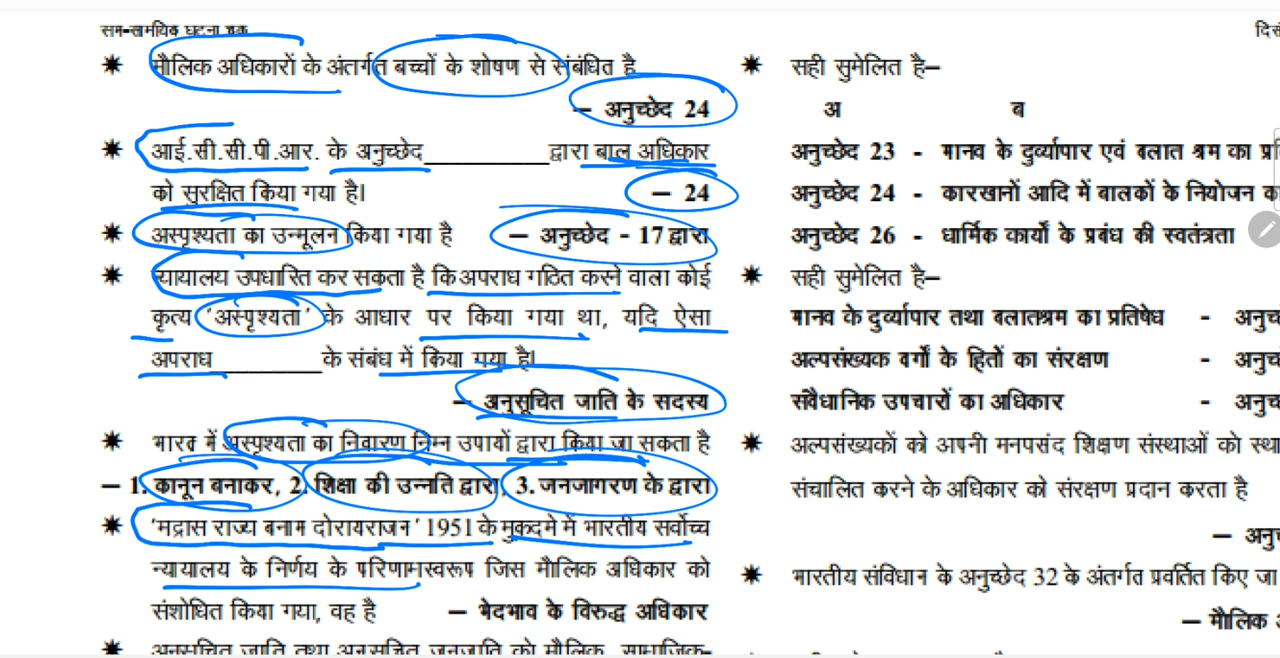 सम-सामयिक घटना चक्र
मौलिक अधिकारों के अंतर्गत बच्चों के शोषण से संबंधित है
– अनुच्छेद 24
आई.सी.सी.पी.आर. के अनुच्छेद__________द्वारा बाल अधिकार
को सुरक्षित किया गया है।
– 24
अस्पृश्यता का उन्मूलन किया गया है – अनुच्छेद - 17 द्वारा
न्यायालय उपधारित कर सकता है कि अपराध गठित करने वाला कोई
कृत्य 'अस्पृश्यता' के आधार पर किया गया था, यदि ऐसा
अपराध_________के संबंध में किया गया है।
– अनुसूचित जाति के सदस्य
भारत में अस्पृश्यता का निवारण निम्न उपायों द्वारा किया जा सकता है
– 1. कानून बनाकर, 2. शिक्षा की उन्नति द्वारा, 3. जनजागरण के द्वारा
'मद्रास राज्य बनाम दोरायराजन' 1951 के मुकदमे में भारतीय सर्वोच्च
न्यायालय के निर्णय के परिणामस्वरूप जिस मौलिक अधिकार को
संशोधित किया गया, वह है – भेदभाव के विरुद्ध अधिकार
अनुसूचित जाति तथा अनुसूचित जनजाति को मौलिक, सामाजिक-
सही सुमेलित है–
अ ब
अनुच्छेद 23 - मानव के दुर्व्यापार एवं बलात श्रम का
अनुच्छेद 24 - कारखानों आदि में बालकों के नियोजन
अनुच्छेद 26 - धार्मिक कार्यों के प्रबंध की स्वतंत्रता
सही सुमेलित है–
मानव के दुर्व्यापार तथा बलातश्रम का प्रतिषेध -
अल्पसंख्यक वर्गों के हितों का संरक्षण -
संवैधानिक उपचारों का अधिकार -
अल्पसंख्यकों को अपनी मनपसंद शिक्षण संस्थाओं को
संचालित करने के अधिकार को संरक्षण प्रदान करता है
–
भारतीय संविधान के अनुच्छेद 32 के अंतर्गत प्रवर्तित किए जा
– मौलिक